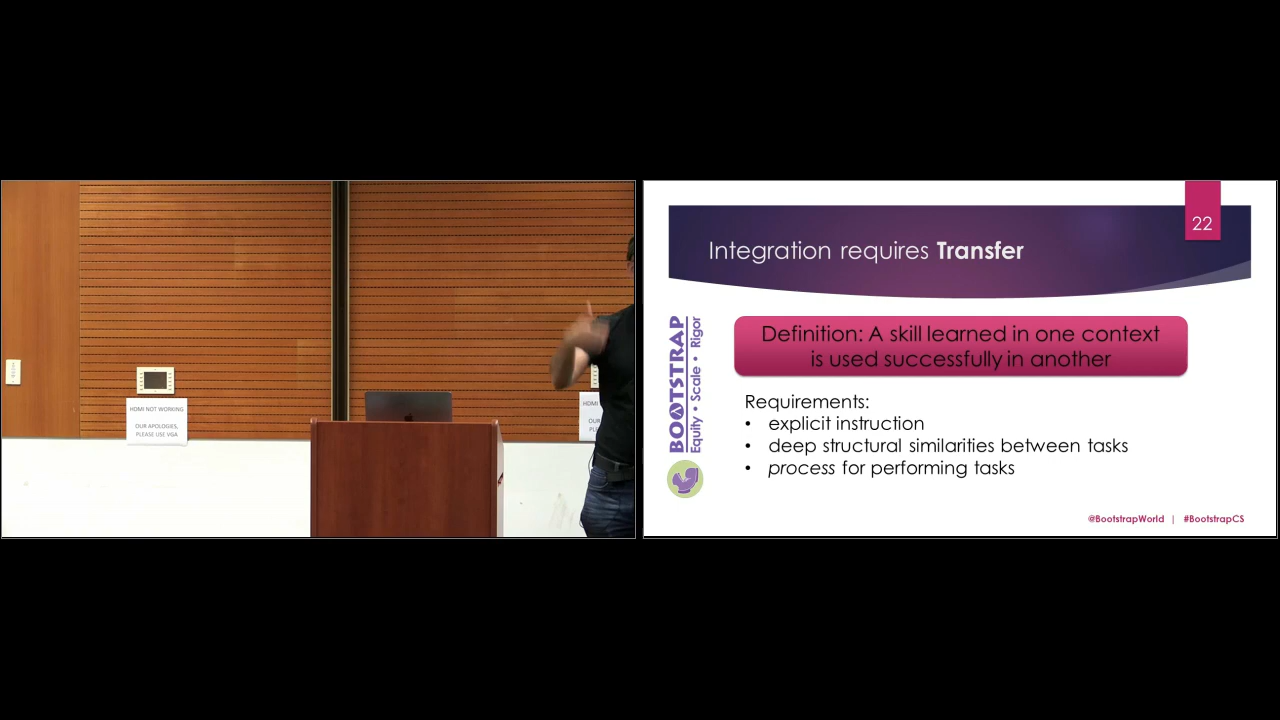 HDMI NOT WORKING
OUR APOLOGIES,
PLEASE USE VGA
HDMI
OUR
22
Integration requires Transfer
Definition: A skill learned in one context
is used successfully in another
BOOTSTRAP
Equity • Scale • Rigor
Requirements:
• explicit instruction
• deep structural similarities between tasks
• process for performing tasks
@BootstrapWorld | #BootstrapCS